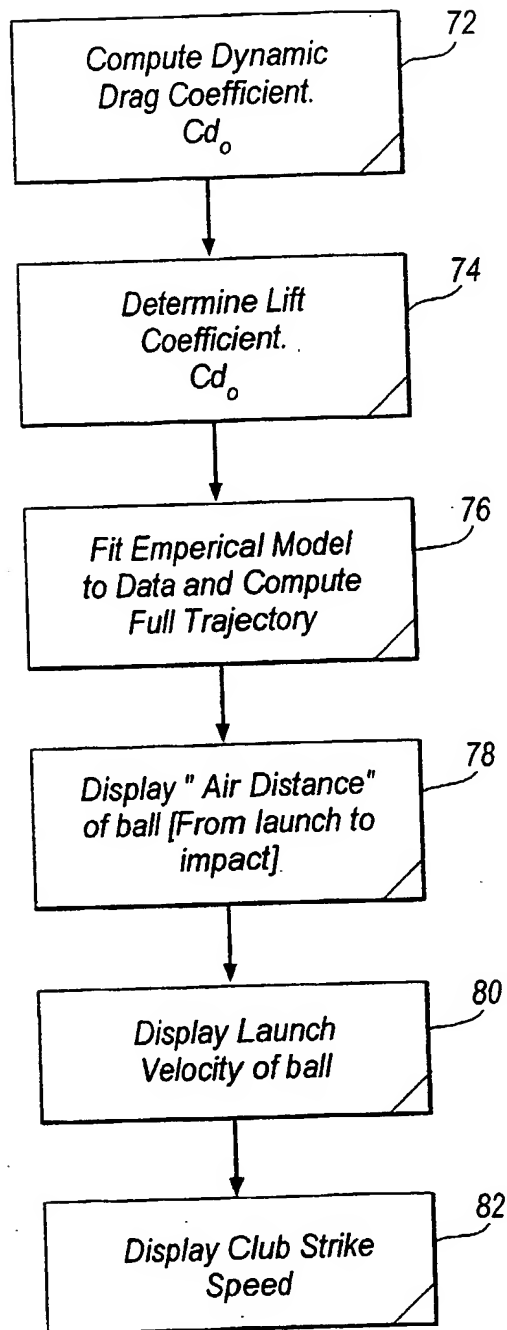 72
Compute Dynamic
Drag Coefficient.
Cd₀
74
Determine Lift
Coefficient.
Cd₀
76
Fit Emperical Model
to Data and Compute
Full Trajectory
78
Display " Air Distance"
of ball [From launch to
impact]
80
Display Launch
Velocity of ball
82
Display Club Strike
Speed